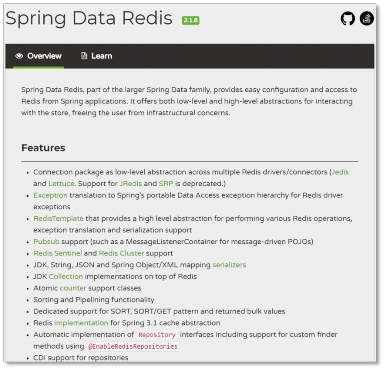 Spring Data Redis 2.1.8
Overview Learn
Spring Data Redis, part of the larger Spring Data family, provides easy configuration and access to
Redis from Spring applications. It offers both low-level and high-level abstractions for interacting
with the store, freeing the user from infrastructural concerns.
Features
• Connection package as low-level abstraction across multiple Redis drivers/connectors (Jedis
and Lettuce. Support for JRedis and SRP is deprecated.)
• Exception translation to Spring's portable Data Access exception hierarchy for Redis driver
exceptions
• RedisTemplate that provides a high level abstraction for performing various Redis operations,
exception translation and serialization support
• Pubsub support (such as a MessageListenerContainer for message-driven POJOs)
• Redis Sentinel and Redis Cluster support
• JDK, String, JSON and Spring Object/XML mapping serializers
• JDK Collection implementations on top of Redis
• Atomic counter support classes
• Sorting and Pipelining functionality
• Dedicated support for SORT, SORT/GET pattern and returned bulk values
• Redis implementation for Spring 3.1 cache abstraction
• Automatic implementation of Repository interfaces including support for custom finder
methods using @EnableRedisRepositories
• CDI support for repositories